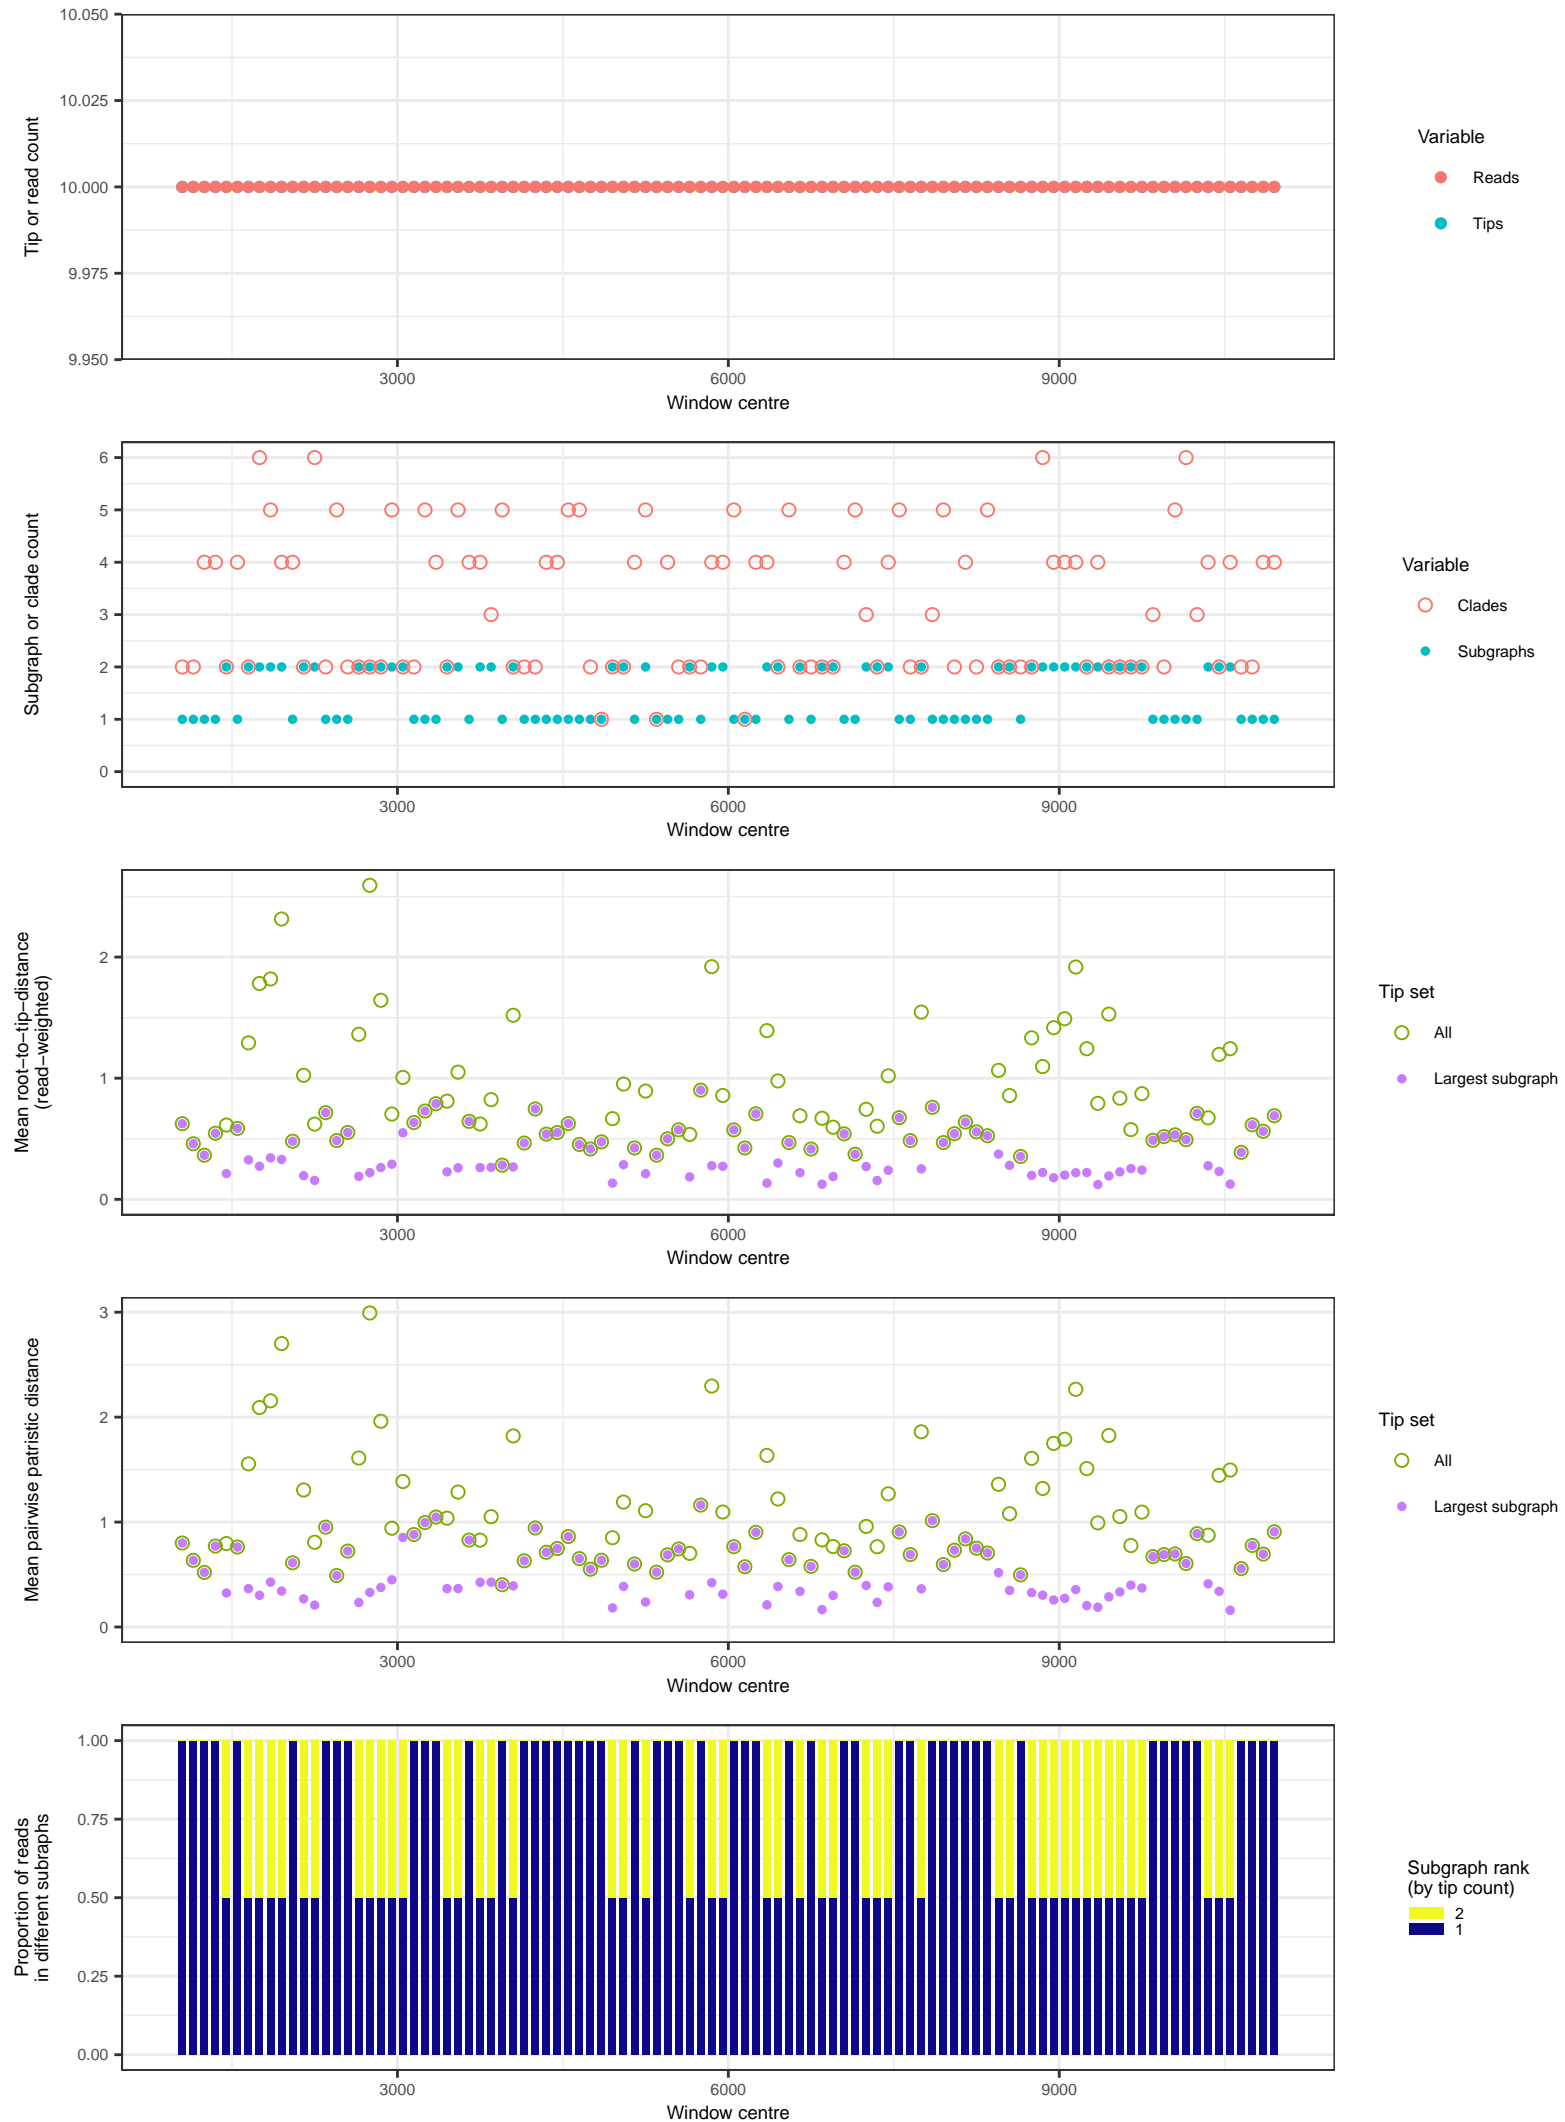 10.050
10.025
10.000
9.975
9.950
Tip or read count
3000
6000
9000
Window centre
Variable
Reads
Tips
6
5
4
3
2
1
0
Subgraph or clade count
3000
6000
9000
Window centre
Variable
Clades
Subgraphs
2
1
0
Mean root−to−tip−distance
(read−weighted)
3000
6000
9000
Window centre
Tip set
All
Largest subgraph
3
2
1
0
Mean pairwise patristic distance
3000
6000
9000
Window centre
Tip set
All
Largest subgraph
1.00
0.75
0.50
0.25
0.00
Proportion of reads
in different subraphs
3000
6000
9000
Window centre
Subgraph rank
(by tip count)
2
1